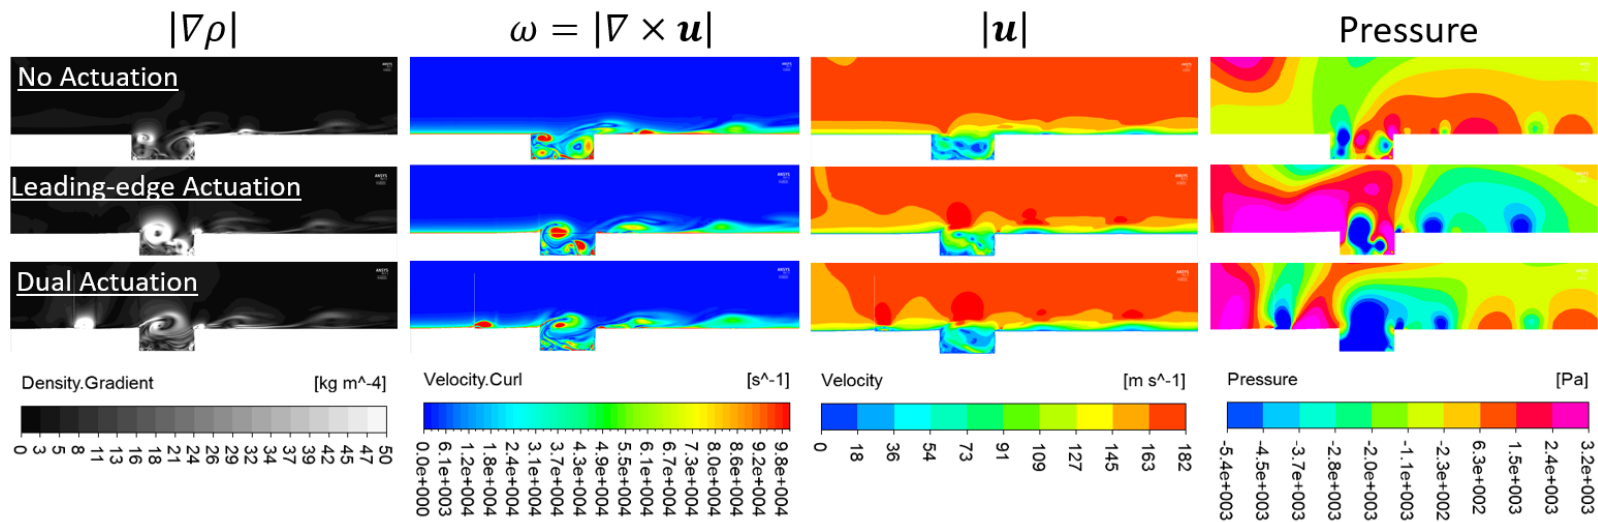 |∇ρ| ω = |∇ × u| |u| Pressure
No Actuation
Leading-edge Actuation
Dual Actuation
Density.Gradient [kg m^-4] Velocity.Curl [s^-1] Velocity [m s^-1] Pressure [Pa]
0 3 5 8 11 13 16 18 21 24 26 29 32 34 37 39 42 45 47 50
0.0e+000 6.1e+003 1.2e+004 1.8e+004 2.4e+004 3.1e+004 3.7e+004 4.3e+004 4.9e+004 5.5e+004 6.1e+004 6.7e+004 7.3e+004 8.0e+004 8.6e+004 9.2e+004 9.8e+004
0 18 36 54 73 91 109 127 145 163 182
-5.4e+003 -4.5e+003 -3.7e+003 -2.8e+003 -2.0e+003 -1.1e+003 -2.3e+002 6.3e+002 1.5e+003 2.4e+003 3.2e+003